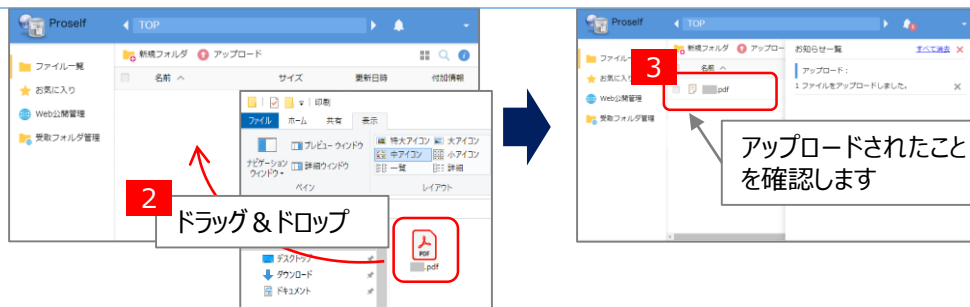 Proself
TOP
ファイル一覧
お気に入り
Web公開管理
受取フォルダ管理
新規フォルダ アップロード
名前 サイズ 更新日時 付加情報
印刷
ファイル ホーム 共有 表示
ナビゲーション
ウィンドウ
プレビュー ウィンドウ
詳細ウィンドウ
ペイン
特大アイコン 大アイコン
中アイコン 小アイコン
一覧 詳細
レイアウト
2
ドラッグ＆ドロップ
デスクトップ
ダウンロード
ドキュメント
PDF
.pdf
Proself
TOP
お気に入り
Web公開管理
受取フォルダ管理
新規フォルダ アップロー
名前
3
.pdf
お知らせ一覧 すべて消去
アップロード：
1 ファイルをアップロードしました。
アップロードされたこと
を確認します